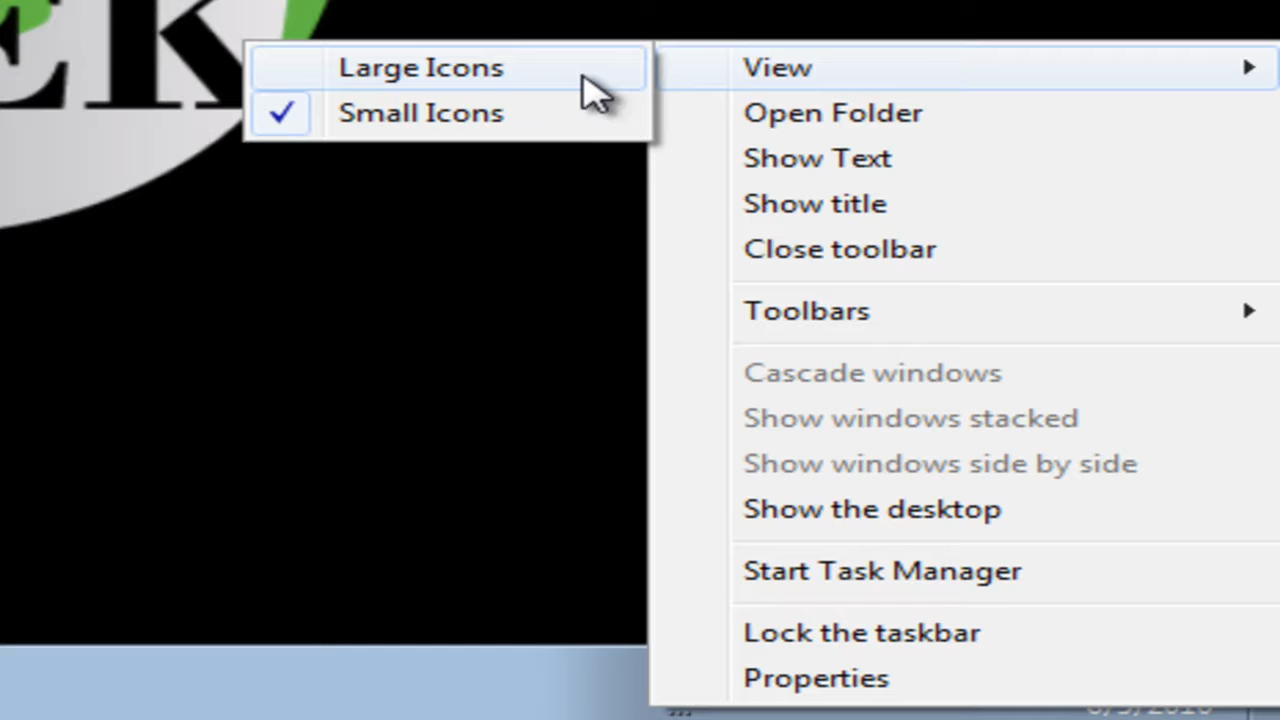 EK
Large Icons
Small Icons
View
Open Folder
Show Text
Show title
Close toolbar
Toolbars
Cascade windows
Show windows stacked
Show windows side by side
Show the desktop
Start Task Manager
Lock the taskbar
Properties